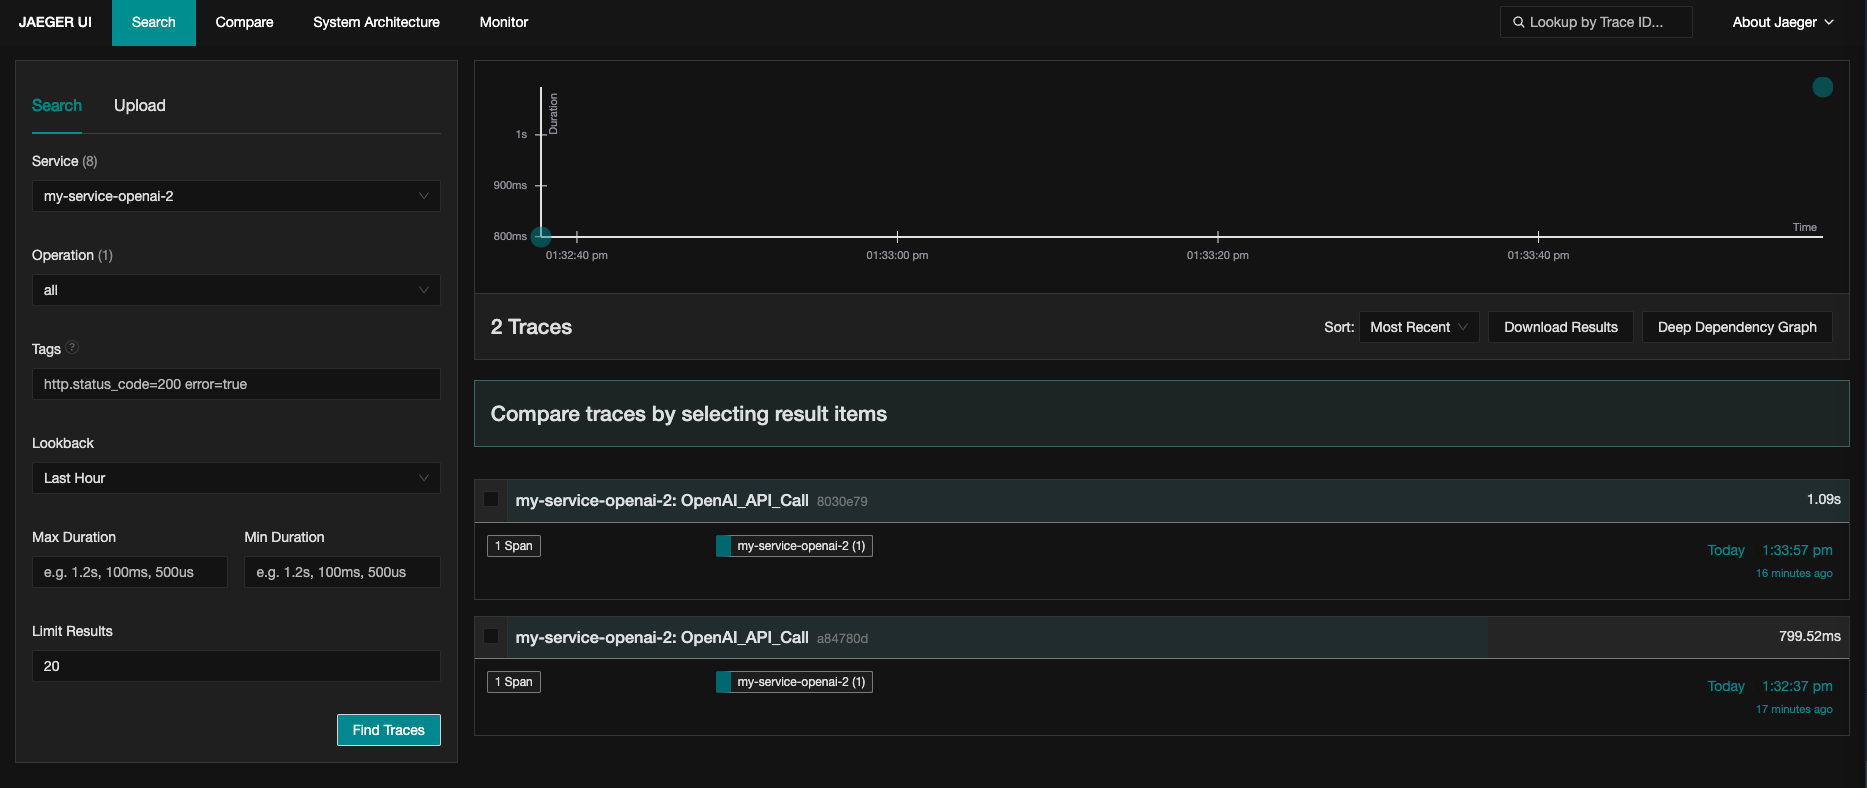 JAEGER UI Search Compare System Architecture Monitor Lookup by Trace ID... About Jaeger
Search Upload
Service (8)
my-service-openai-2
Operation (1)
all
Tags ?
http.status_code=200 error=true
Lookback
Last Hour
Max Duration Min Duration
e.g. 1.2s, 100ms, 500us e.g. 1.2s, 100ms, 500us
Limit Results
20
Find Traces
Duration
1s
900ms
800ms
Time
01:32:40 pm 01:33:00 pm 01:33:20 pm 01:33:40 pm
2 Traces
Sort: Most Recent Download Results Deep Dependency Graph
Compare traces by selecting result items
my-service-openai-2: OpenAI_API_Call 8030e79 1.09s
1 Span my-service-openai-2 (1) Today 1:33:57 pm
16 minutes ago
my-service-openai-2: OpenAI_API_Call a84780d 799.52ms
1 Span my-service-openai-2 (1) Today 1:32:37 pm
17 minutes ago